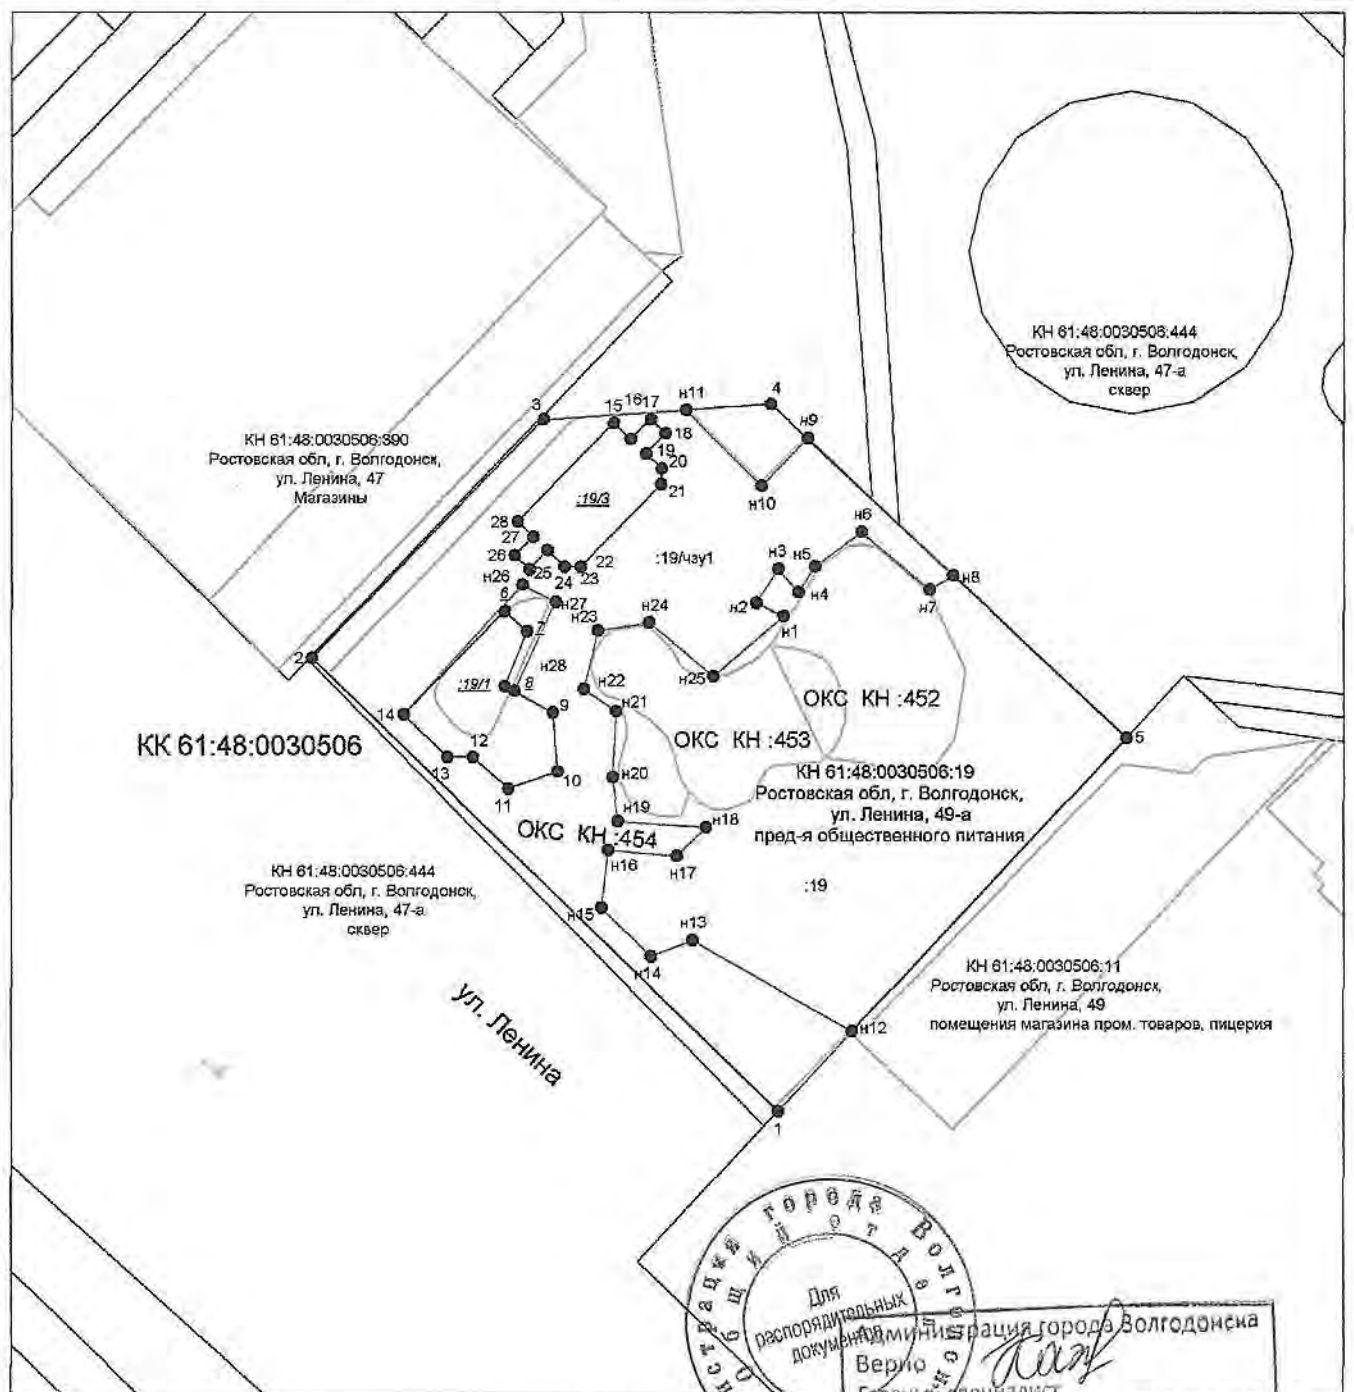 КН 61:48:0030506:444
Ростовская обл, г. Волгодонск,
ул. Ленина, 47-а
сквер
4
н11
3
15
16
17
н9
18
КН 61:48:0030506:390
Ростовская обл, г. Волгодонск,
ул. Ленина, 47
Магазины
19
20
21
:19/3
н10
28
27
н6
26
25
24
23
22
:19/чзу1
н3
н5
н8
н26
н4
н7
6
н27
н2
н1
7
н23
н24
2
н28
:19/1
8
н22
н25
9
н21
ОКС КН :452
14
КК 61:48:0030506
ОКС КН :453
5
12
13
10
н20
КН 61:48:0030506:19
Ростовская обл, г. Волгодонск,
ул. Ленина, 49-а
пред-я общественного питания
11
н19
н18
ОКС КН :454
н16
н17
КН 61:48:0030506:444
Ростовская обл, г. Волгодонск,
ул. Ленина, 47-а
сквер
:19
н15
н13
н14
КН 61:48:0030506:11
Ростовская обл, г. Волгодонск,
ул. Ленина, 49
помещения магазина пром. товаров, пицерия
ул. Ленина
н12
1
города Волгодон
Общий отдел
Для
распорядительных
документов
Администрация города Волгодонска
Верно
специалист